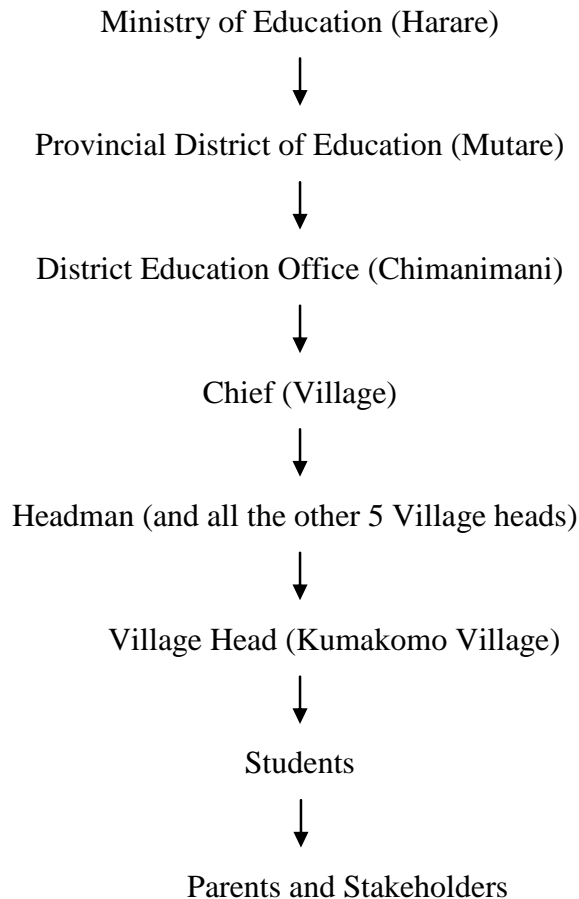 Ministry of Education (Harare)
Provincial District of Education (Mutare)
District Education Office (Chimanimani)
Chief (Village)
Headman (and all the other 5 Village heads)
Village Head (Kumakomo Village)
Students
Parents and Stakeholders